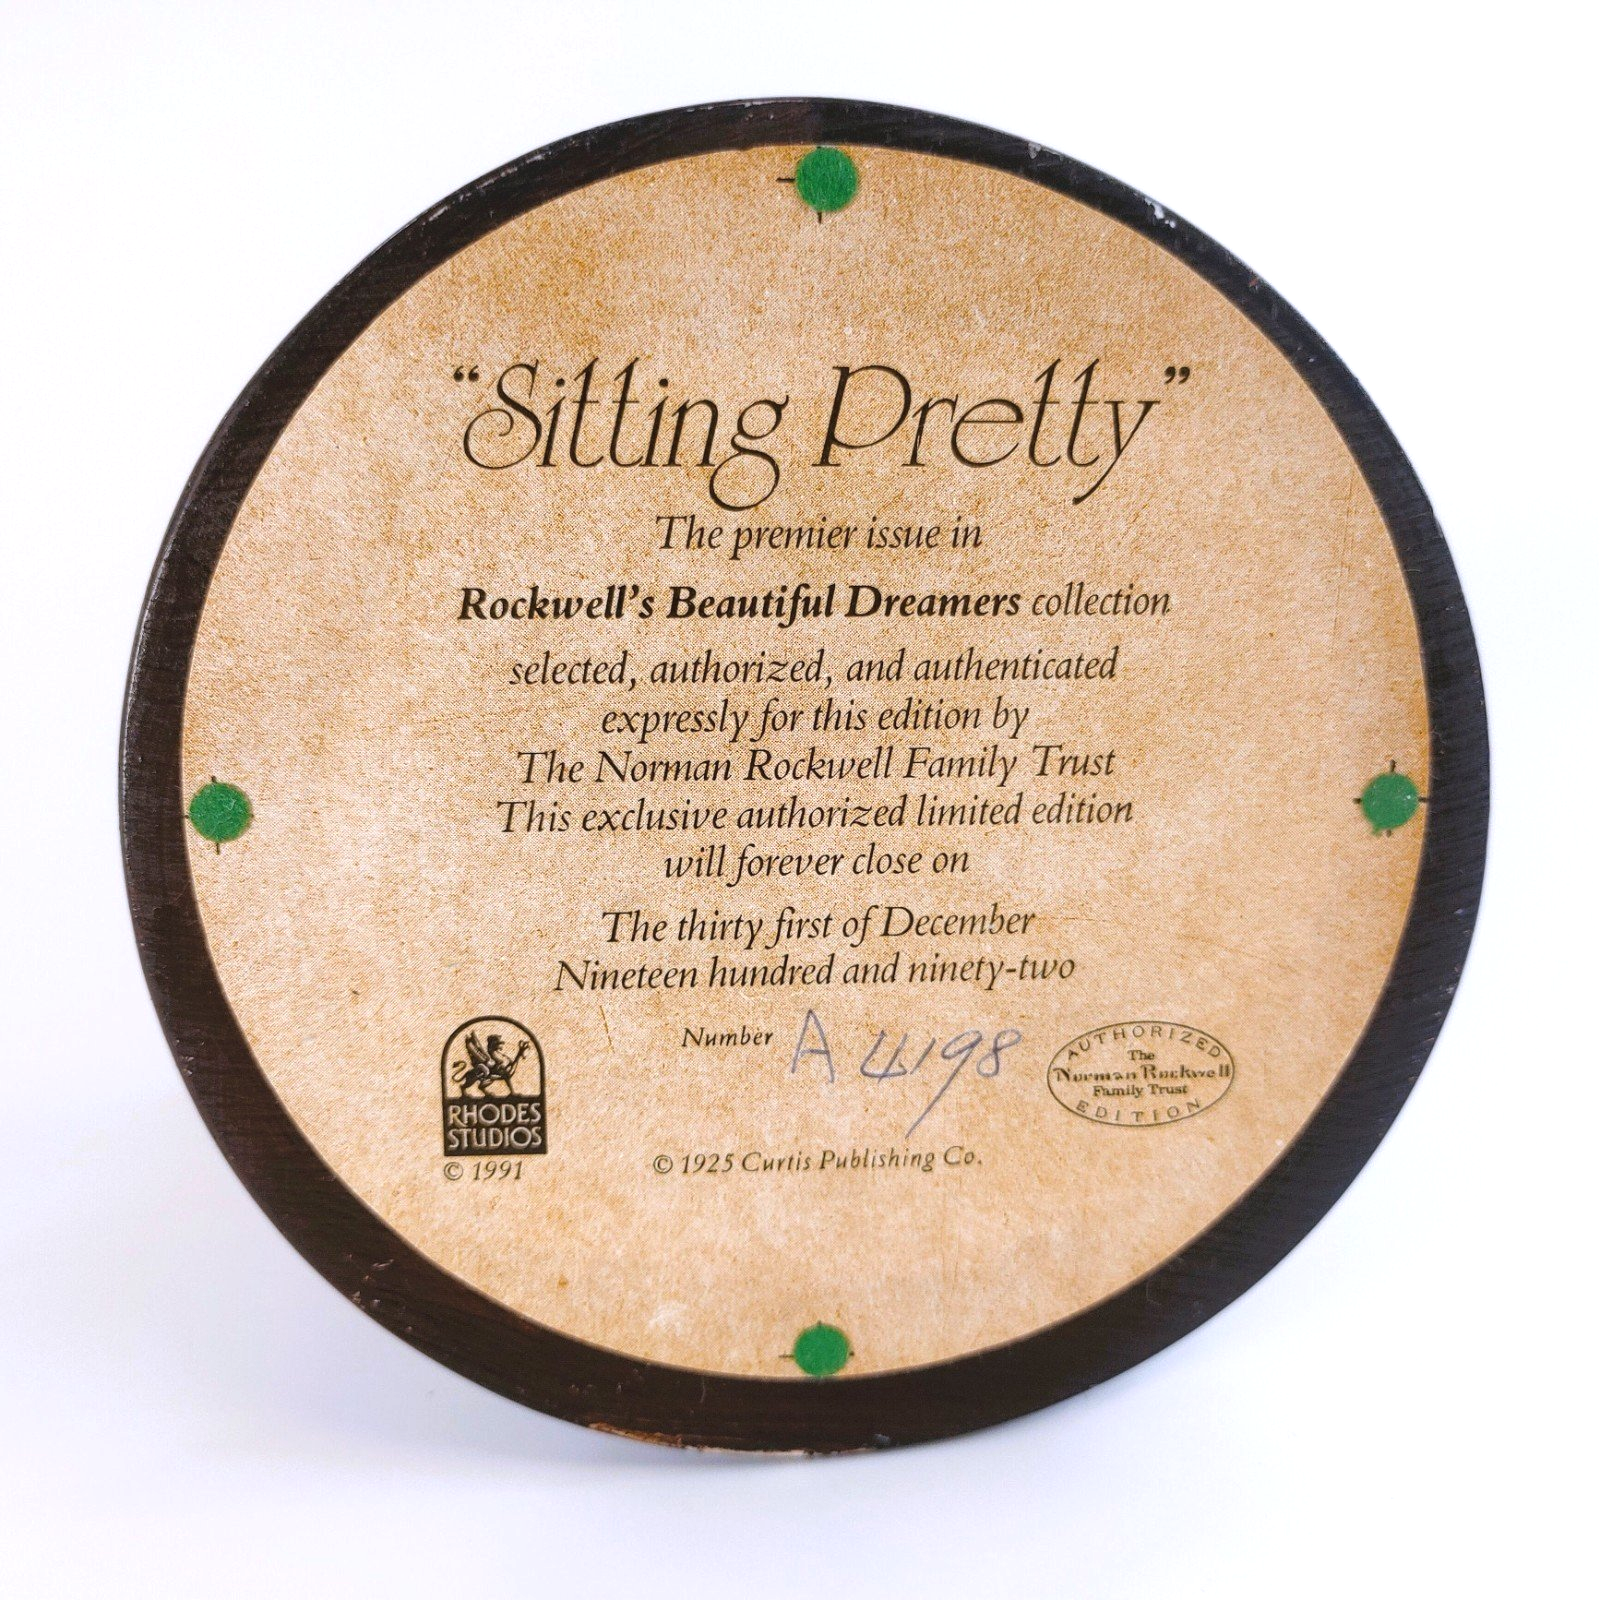 “Sitting Pretty”
The premier issue in
Rockwell's Beautiful Dreamers collection
selected, authorized, and authenticated
expressly for this edition by
The Norman Rockwell Family Trust
This exclusive authorized limited edition
will forever close on
The thirty first of December
Nineteen hundred and ninety-two
Number A 4198
RHODES
STUDIOS
© 1991
© 1925 Curtis Publishing Co.
AUTHORIZED
The
Norman Rockwell
Family Trust
EDITION